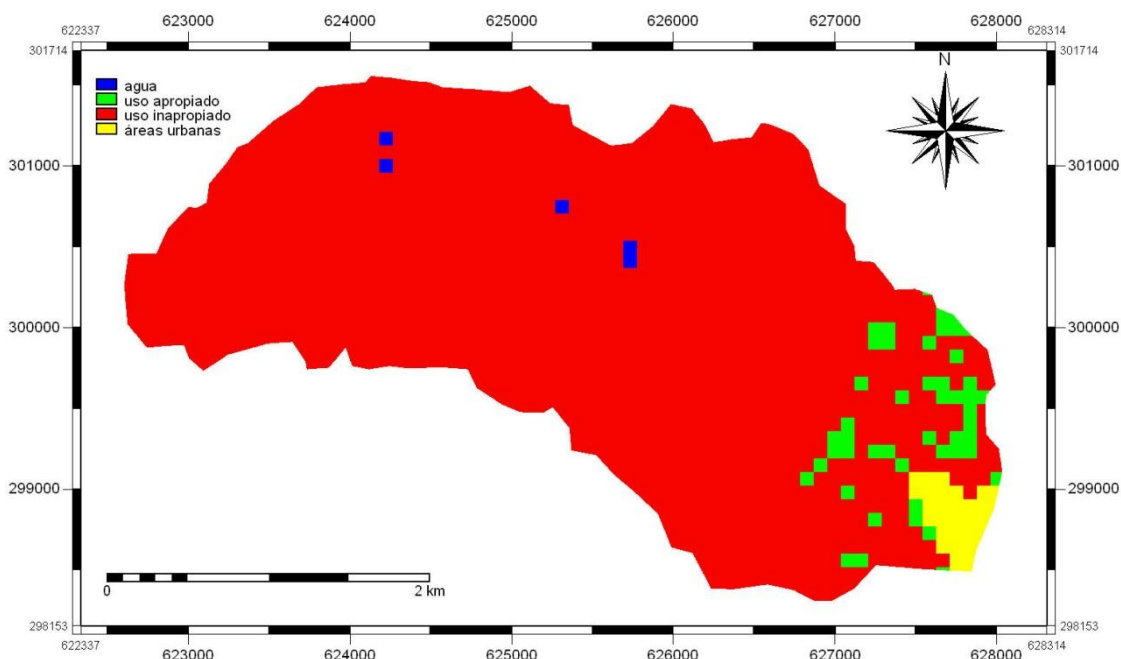 623000 624000 625000 626000 627000 628000
622337 628314
301714 301714
N
agua
uso apropiado
uso inapropiado
áreas urbanas
301000 301000
300000 300000
299000 299000
0 2 km
298153 298153
622337 628314
623000 624000 625000 626000 627000 628000